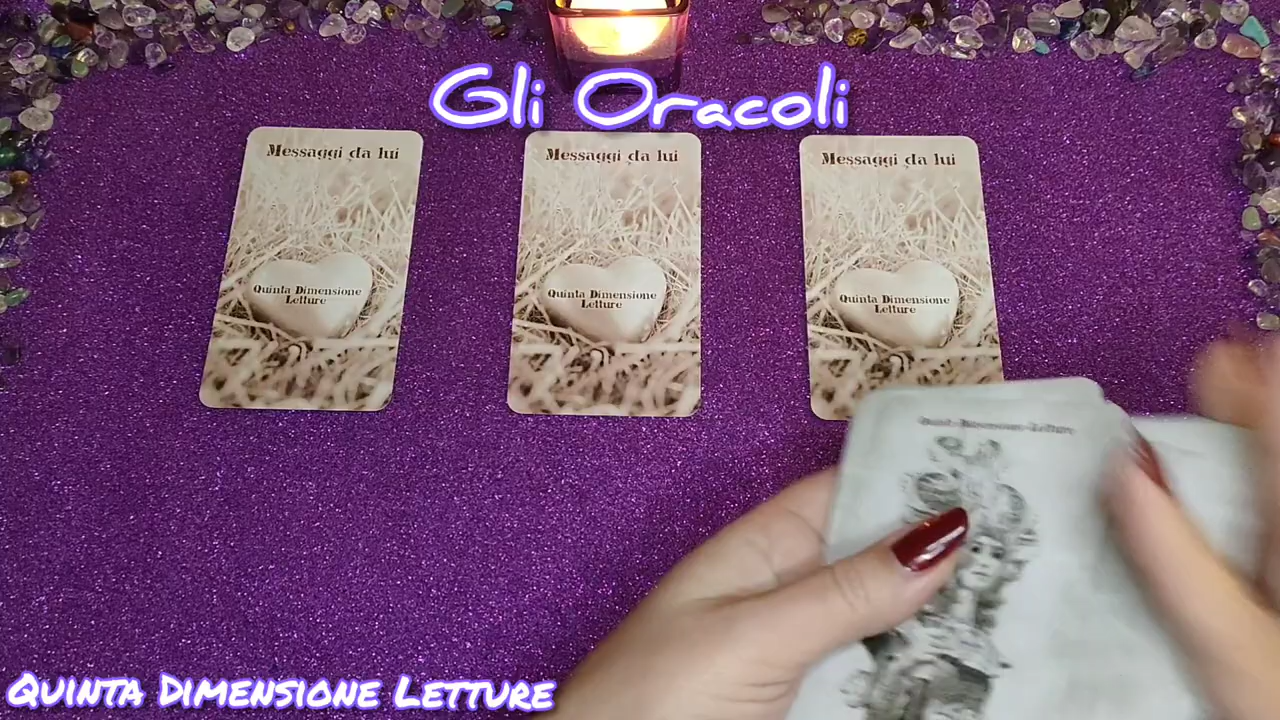 Gli Oracoli
Messaggi da lui
Quinta Dimensione
Letture
Messaggi da lui
Quinta Dimensione
Letture
Messaggi da lui
Quinta Dimensione
Letture
Quinta Dimensione Letture